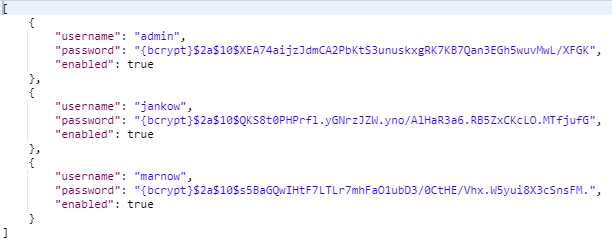 [
    {
        "username": "admin",
        "password": "{bcrypt}$2a$10$XEA74aijzJdmCA2PbKtS3unuskxgRK7KB7Qan3EGh5wuvMwL/XFGK",
        "enabled": true
    },
    {
        "username": "jankow",
        "password": "{bcrypt}$2a$10$QKS8t0PHPrfl.yGNrzJZW.yno/AlHaR3a6.RB5ZxCKcLO.MTfjufG",
        "enabled": true
    },
    {
        "username": "marnow",
        "password": "{bcrypt}$2a$10$s5BaGQwIHtF7LTLr7mhFaO1ubD3/0CtHE/Vhx.W5yui8X3cSnsFM.",
        "enabled": true
    }
]